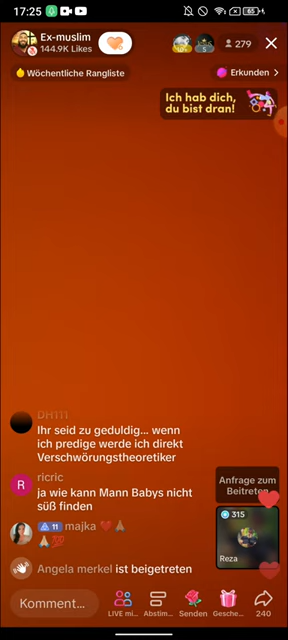 17:25
65
Ex-muslim
144.9K Likes
279
Wöchentliche Rangliste
Erkunden
Ich hab dich,
du bist dran!
DH111
Ihr seid zu geduldig... wenn
ich predige werde ich direkt
Verschwörungstheoretiker
R
ricric
ja wie kann Mann Babys nicht
süß finden
11 majka ❤️🙏🏽
🙏🏽💯
Angela merkel ist beigetreten
Anfrage zum
Beitreten
315
Reza
Komment...
LIVE mi...
Abstim...
Senden
Gesche...
240